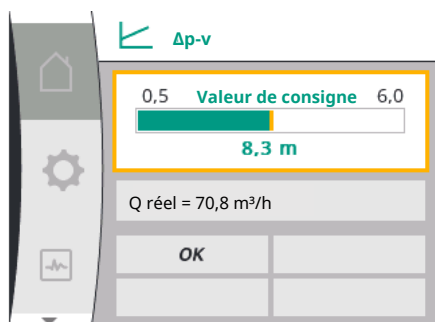 Δp-v
0,5 Valeur de consigne 6,0
8,3 m
Q réel = 70,8 m³/h
OK